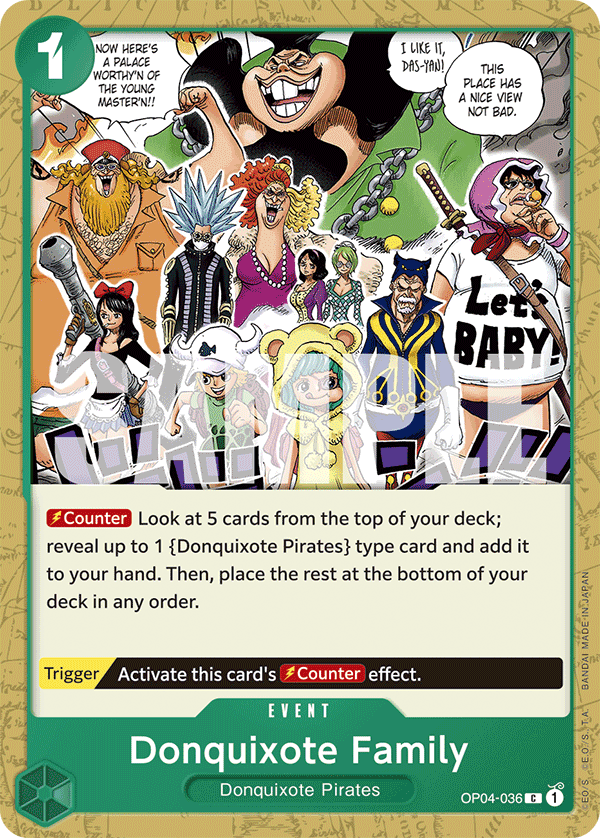 DELICHTES EISMEER
1
NOW HERE'S
A PALACE
WORTHY'N OF
THE YOUNG
MASTER'N!!
I LIKE IT,
DAS-YAN!
THIS
PLACE HAS
A NICE VIEW
NOT BAD.
Let's
BABY!
SAMPLE
Counter Look at 5 cards from the top of your deck;
reveal up to 1 {Donquixote Pirates} type card and add it
to your hand. Then, place the rest at the bottom of your
deck in any order.
Trigger Activate this card's Counter effect.
EVENT
Donquixote Family
Donquixote Pirates
OP04-036 C 1
©E.O.S. ©E.O./S.,T.A. BANDAI MADE IN JAPAN